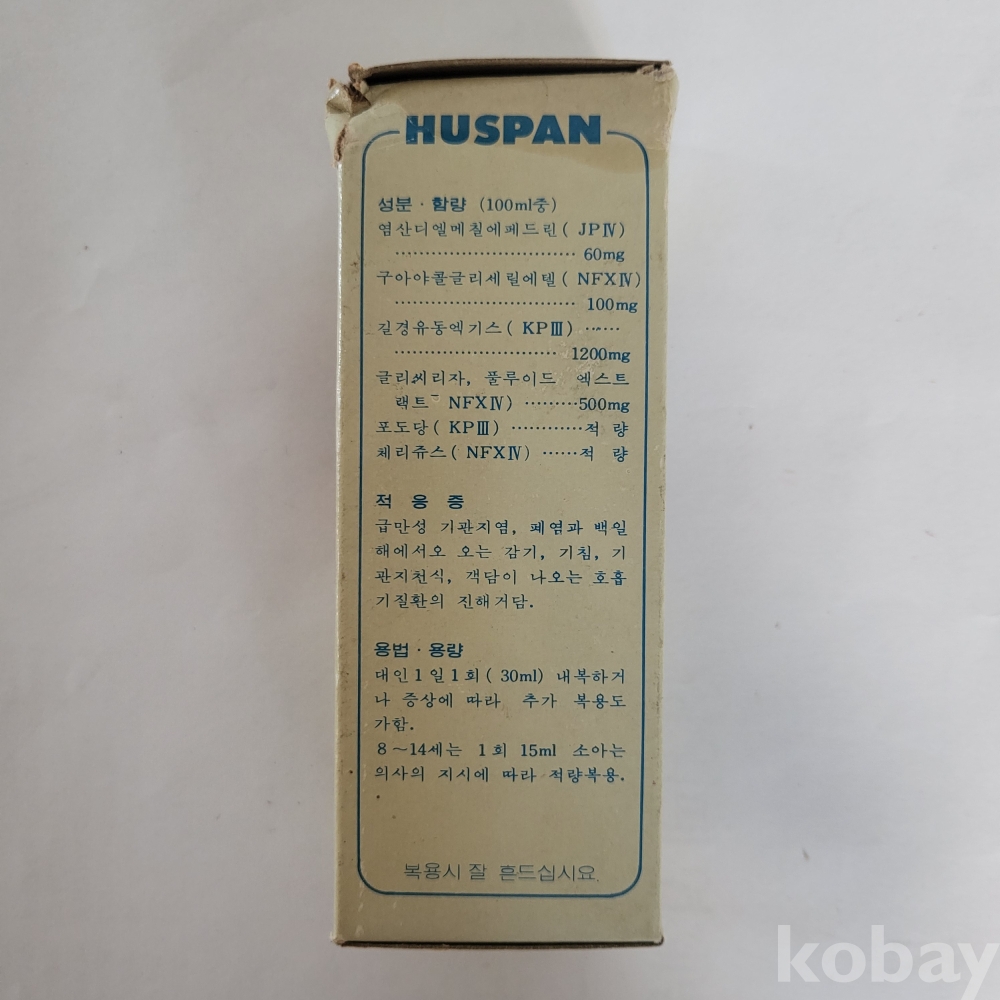 HUSPAN
성분·함량 (100ml중)
염산디엘메칠에페드린( JPⅣ)
···························· 60mg
구아야콜글리세릴에텔( NFXⅣ)
···························· 100mg
길경유동엑기스( KPⅢ) ······
························· 1200mg
글리씨리자, 풀루이드 엑스트
랙트 NFXⅣ) ·········500mg
포도당( KPⅢ) ············적 량
체리쥬스( NFXⅣ) ······적 량
적 응 증
급만성 기관지염, 폐염과 백일
해에서오 오는 감기, 기침, 기
관지천식, 객담이 나오는 호흡
기질환의 진해거담.
용법·용량
대인1일1회( 30ml) 내복하거
나 증상에 따라 추가 복용도
가함.
8~14세는 1회 15ml 소아는
의사의 지시에 따라 적량복용.
복용시 잘 흔드십시요.
kobay